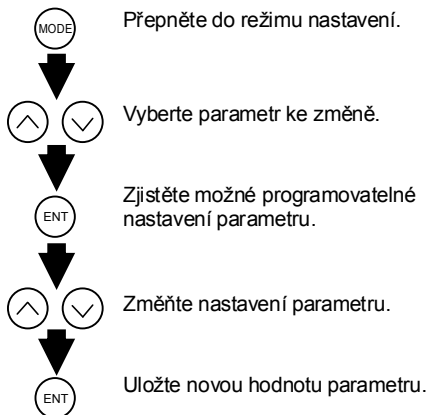 MODE Přepněte do režimu nastavení.
Vyberte parametr ke změně.
Zjistěte možné programovatelné
ENT nastavení parametru.
Změňte nastavení parametru.
ENT Uložte novou hodnotu parametru.